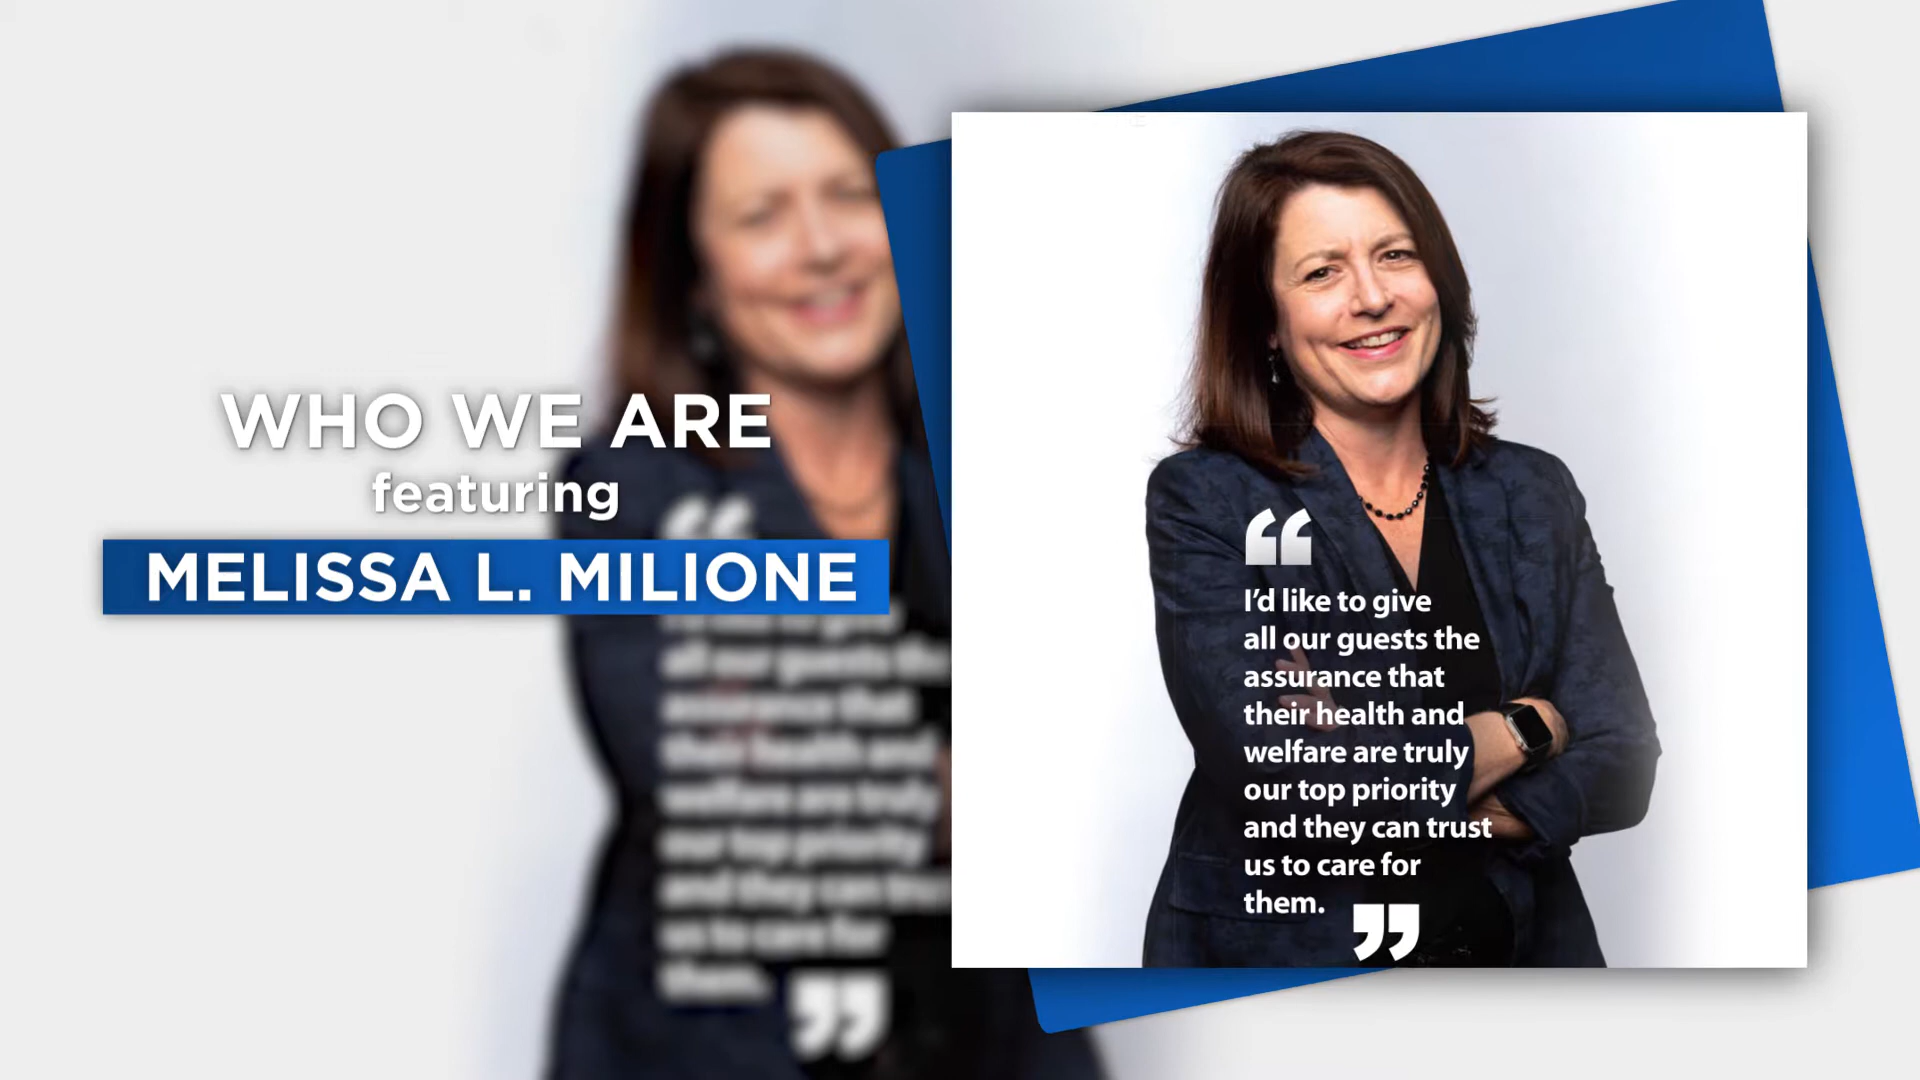 WHO WE ARE
featuring
MELISSA L. MILIONE
“
I’d like to give
all our guests the
assurance that
their health and
welfare are truly
our top priority
and they can trust
us to care for
them.
”